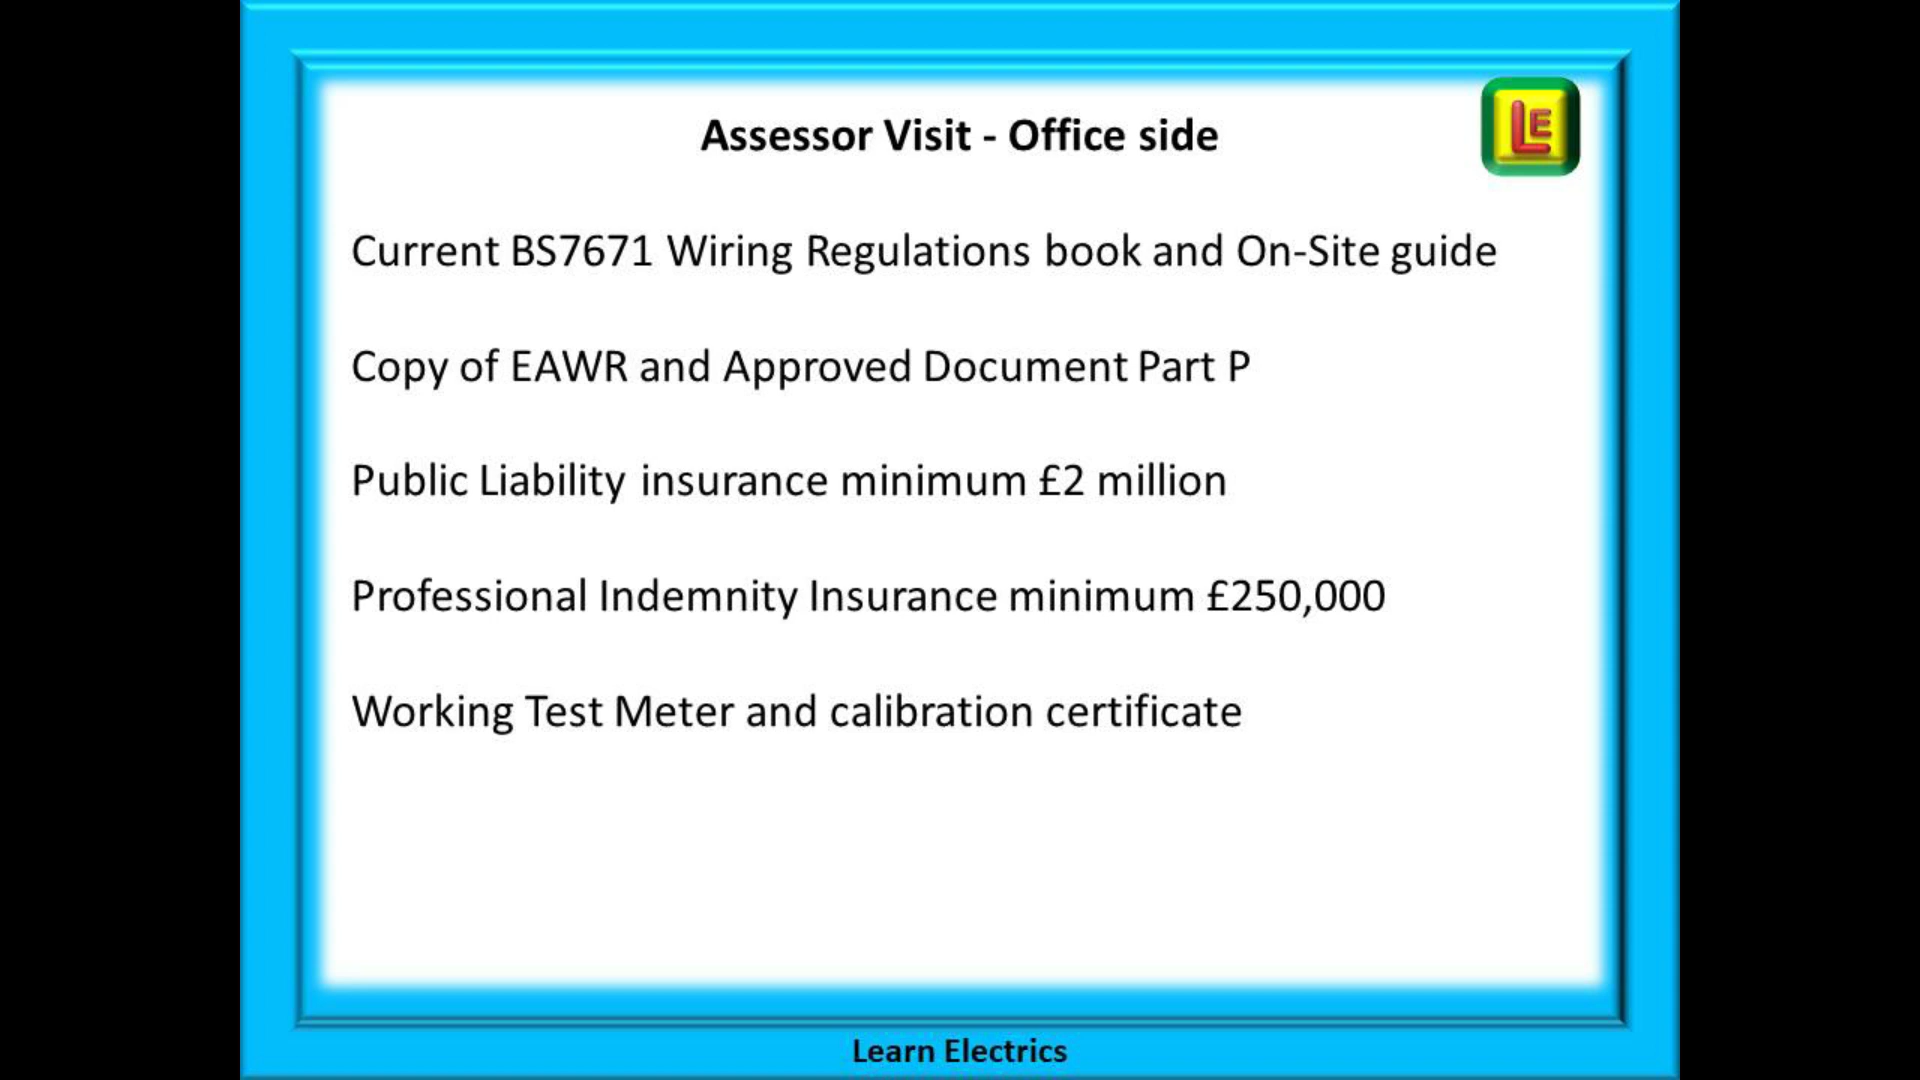 Assessor Visit - Office side
LE
Current BS7671 Wiring Regulations book and On-Site guide
Copy of EAWR and Approved Document Part P
Public Liability insurance minimum £2 million
Professional Indemnity Insurance minimum £250,000
Working Test Meter and calibration certificate
Learn Electrics